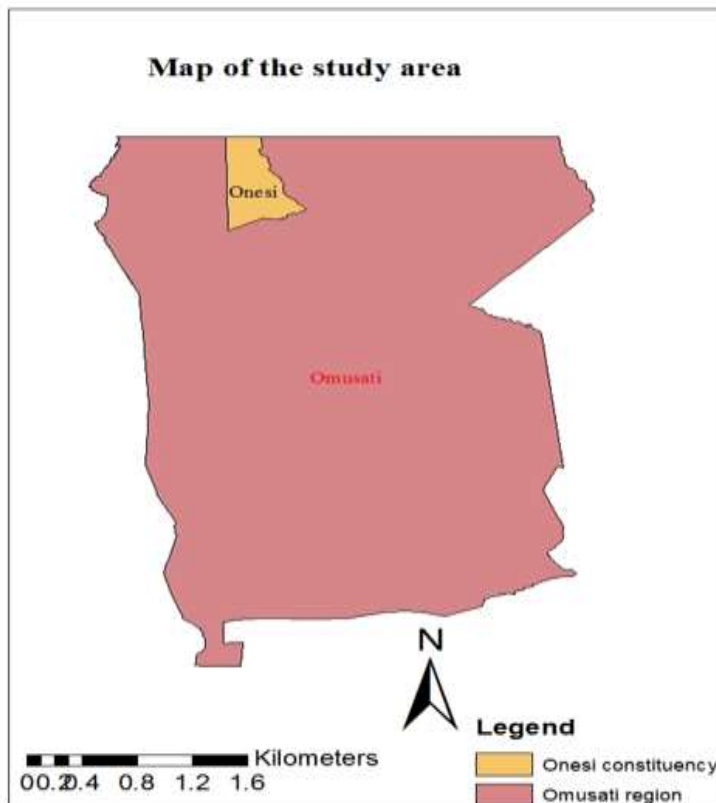 Map of the study area
Onesi
Omusati
N
Legend
Onesi constituency
Omusati region
Kilometers
00.20.4 0.8 1.2 1.6